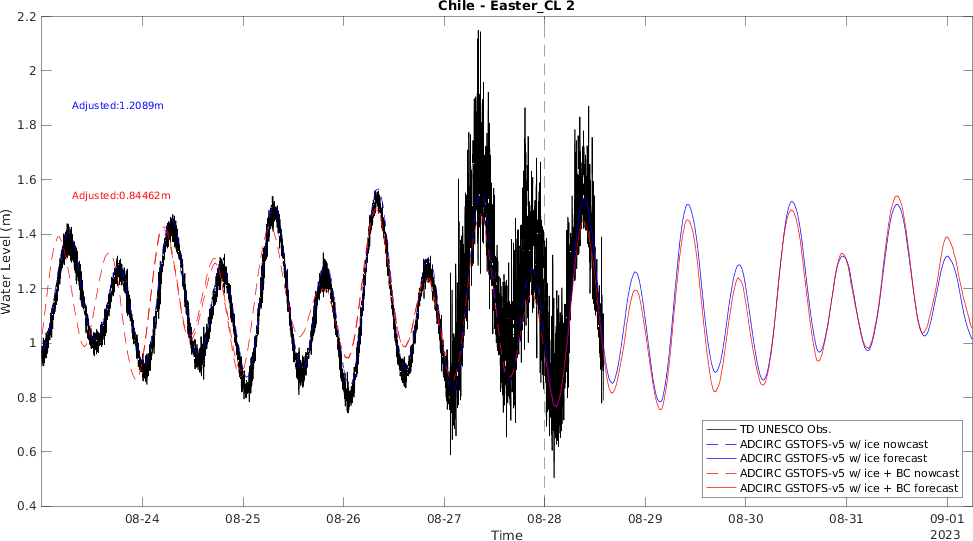 Chile - Easter_CL 2
2.2
2
1.8
1.6
1.4
1.2
1
0.8
0.6
0.4
Water Level (m)
Adjusted:1.2089m
Adjusted:0.84462m
TD UNESCO Obs.
ADCIRC GSTOFS-v5 w/ ice nowcast
ADCIRC GSTOFS-v5 w/ ice forecast
ADCIRC GSTOFS-v5 w/ ice + BC nowcast
ADCIRC GSTOFS-v5 w/ ice + BC forecast
08-24 08-25 08-26 08-27 08-28 08-29 08-30 08-31 09-01
2023
Time